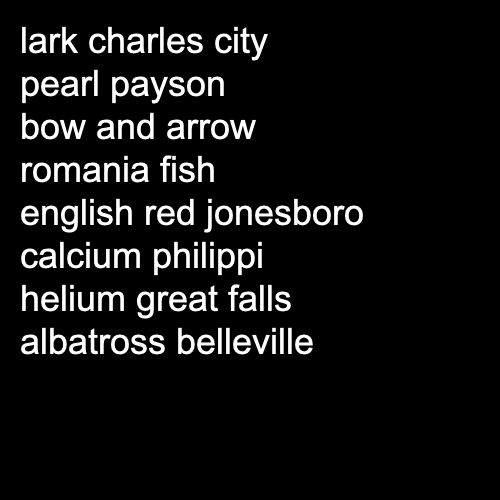 lark charles city
pearl payson
bow and arrow
romania fish
english red jonesboro
calcium philippi
helium great falls
albatross belleville